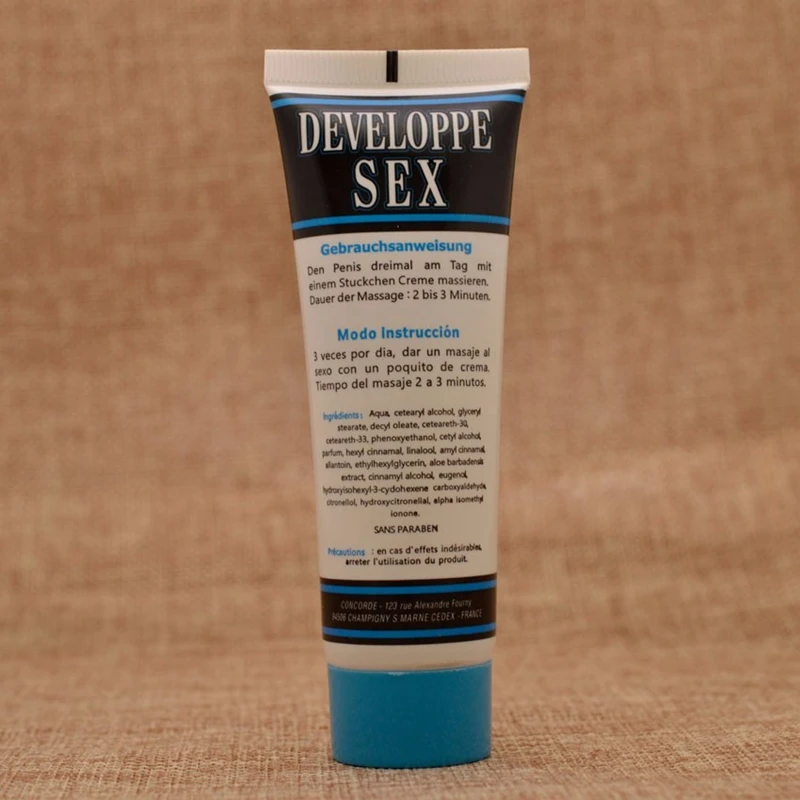 DEVELOPPE
SEX
Gebrauchsanweisung
Den Penis dreimal am Tag mit
einem Stuckchen Creme massieren.
Dauer der Massage : 2 bis 3 Minuten.
Modo Instrucción
3 veces por dia, dar un masaje al
sexo con un poquito de crema.
Tiempo del masaje 2 a 3 minutos.
Ingrédients : Aqua, cetearyl alcohol, glyceryl
stearate, decyl oleate, ceteareth-30,
ceteareth-33, phenoxyethanol, cetyl alcohol,
parfum, hexyl cinnamal, linalool, amyl cinnamal,
allantoin, ethylhexylglycerin, aloe barbadensis
extract, cinnamyl alcohol, eugenol,
hydroxyisohexyl-3-cydohexene carboxyaldehyde,
citronellol, hydroxycitronellal, alpha isomethyl
ionone.
SANS PARABEN
Précautions : en cas d'effets indésirables,
arreter l'utilisation du produit.
CONCORDE - 123 rue Alexandre Fourny
94506 CHAMPIGNY S MARNE CEDEX - FRANCE